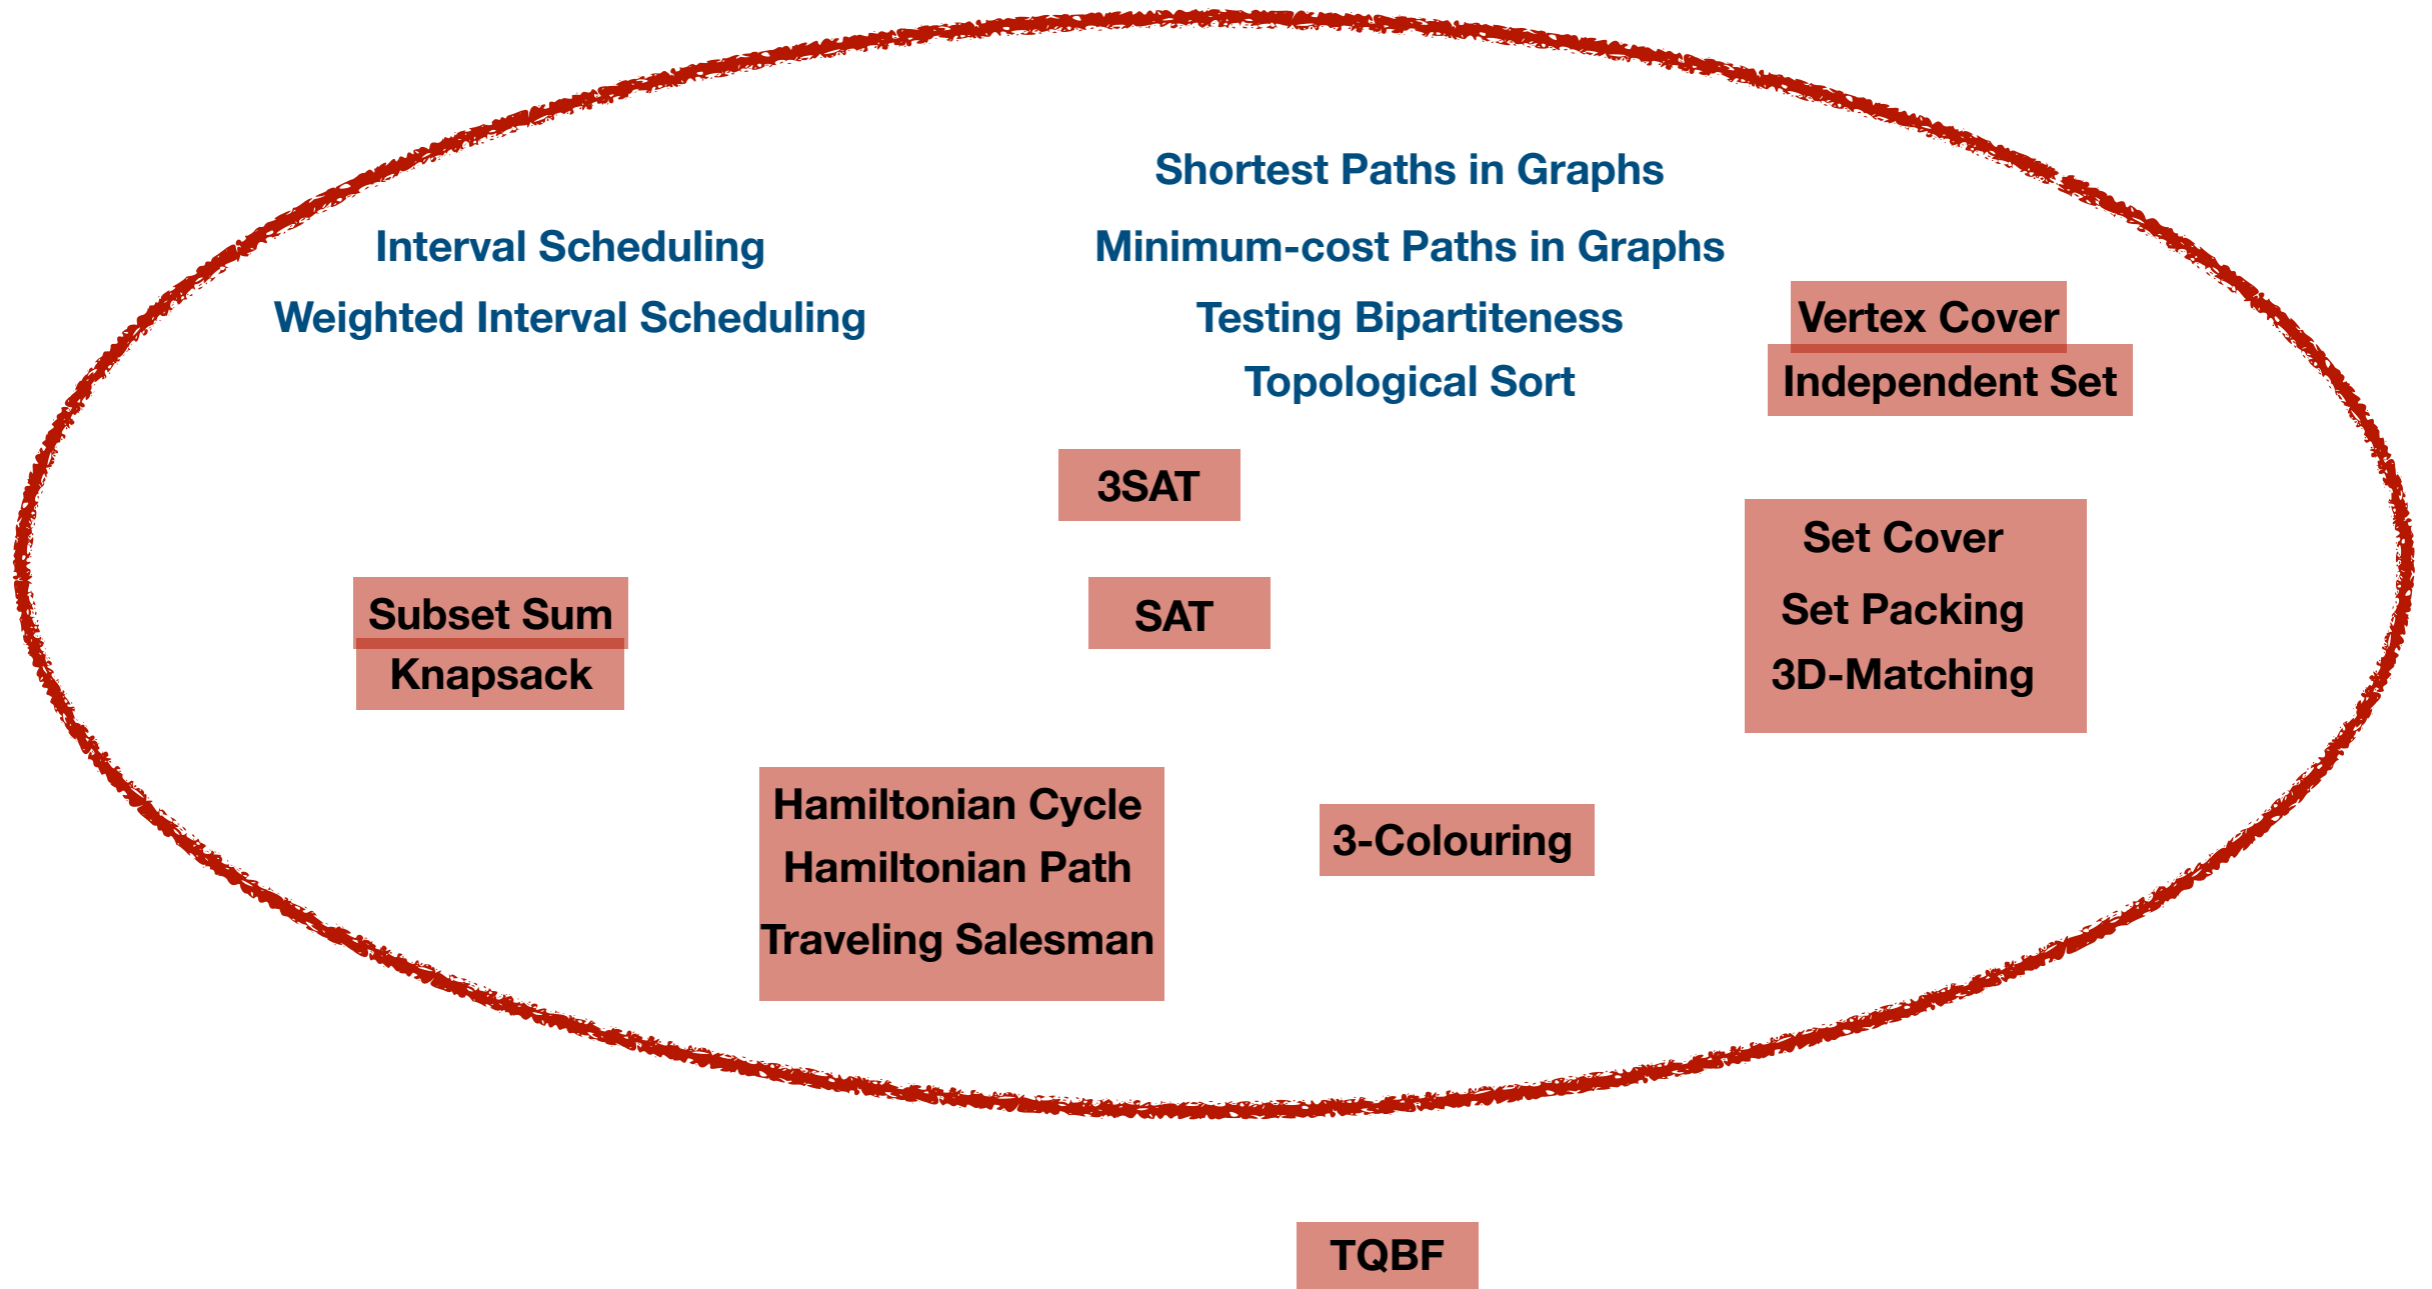 Shortest Paths in Graphs
Interval Scheduling
Minimum-cost Paths in Graphs
Weighted Interval Scheduling
Testing Bipartiteness
Vertex Cover
Topological Sort
Independent Set
3SAT
Set Cover
Subset Sum
SAT
Set Packing
Knapsack
3D-Matching
Hamiltonian Cycle
3-Colouring
Hamiltonian Path
Traveling Salesman
TQBF